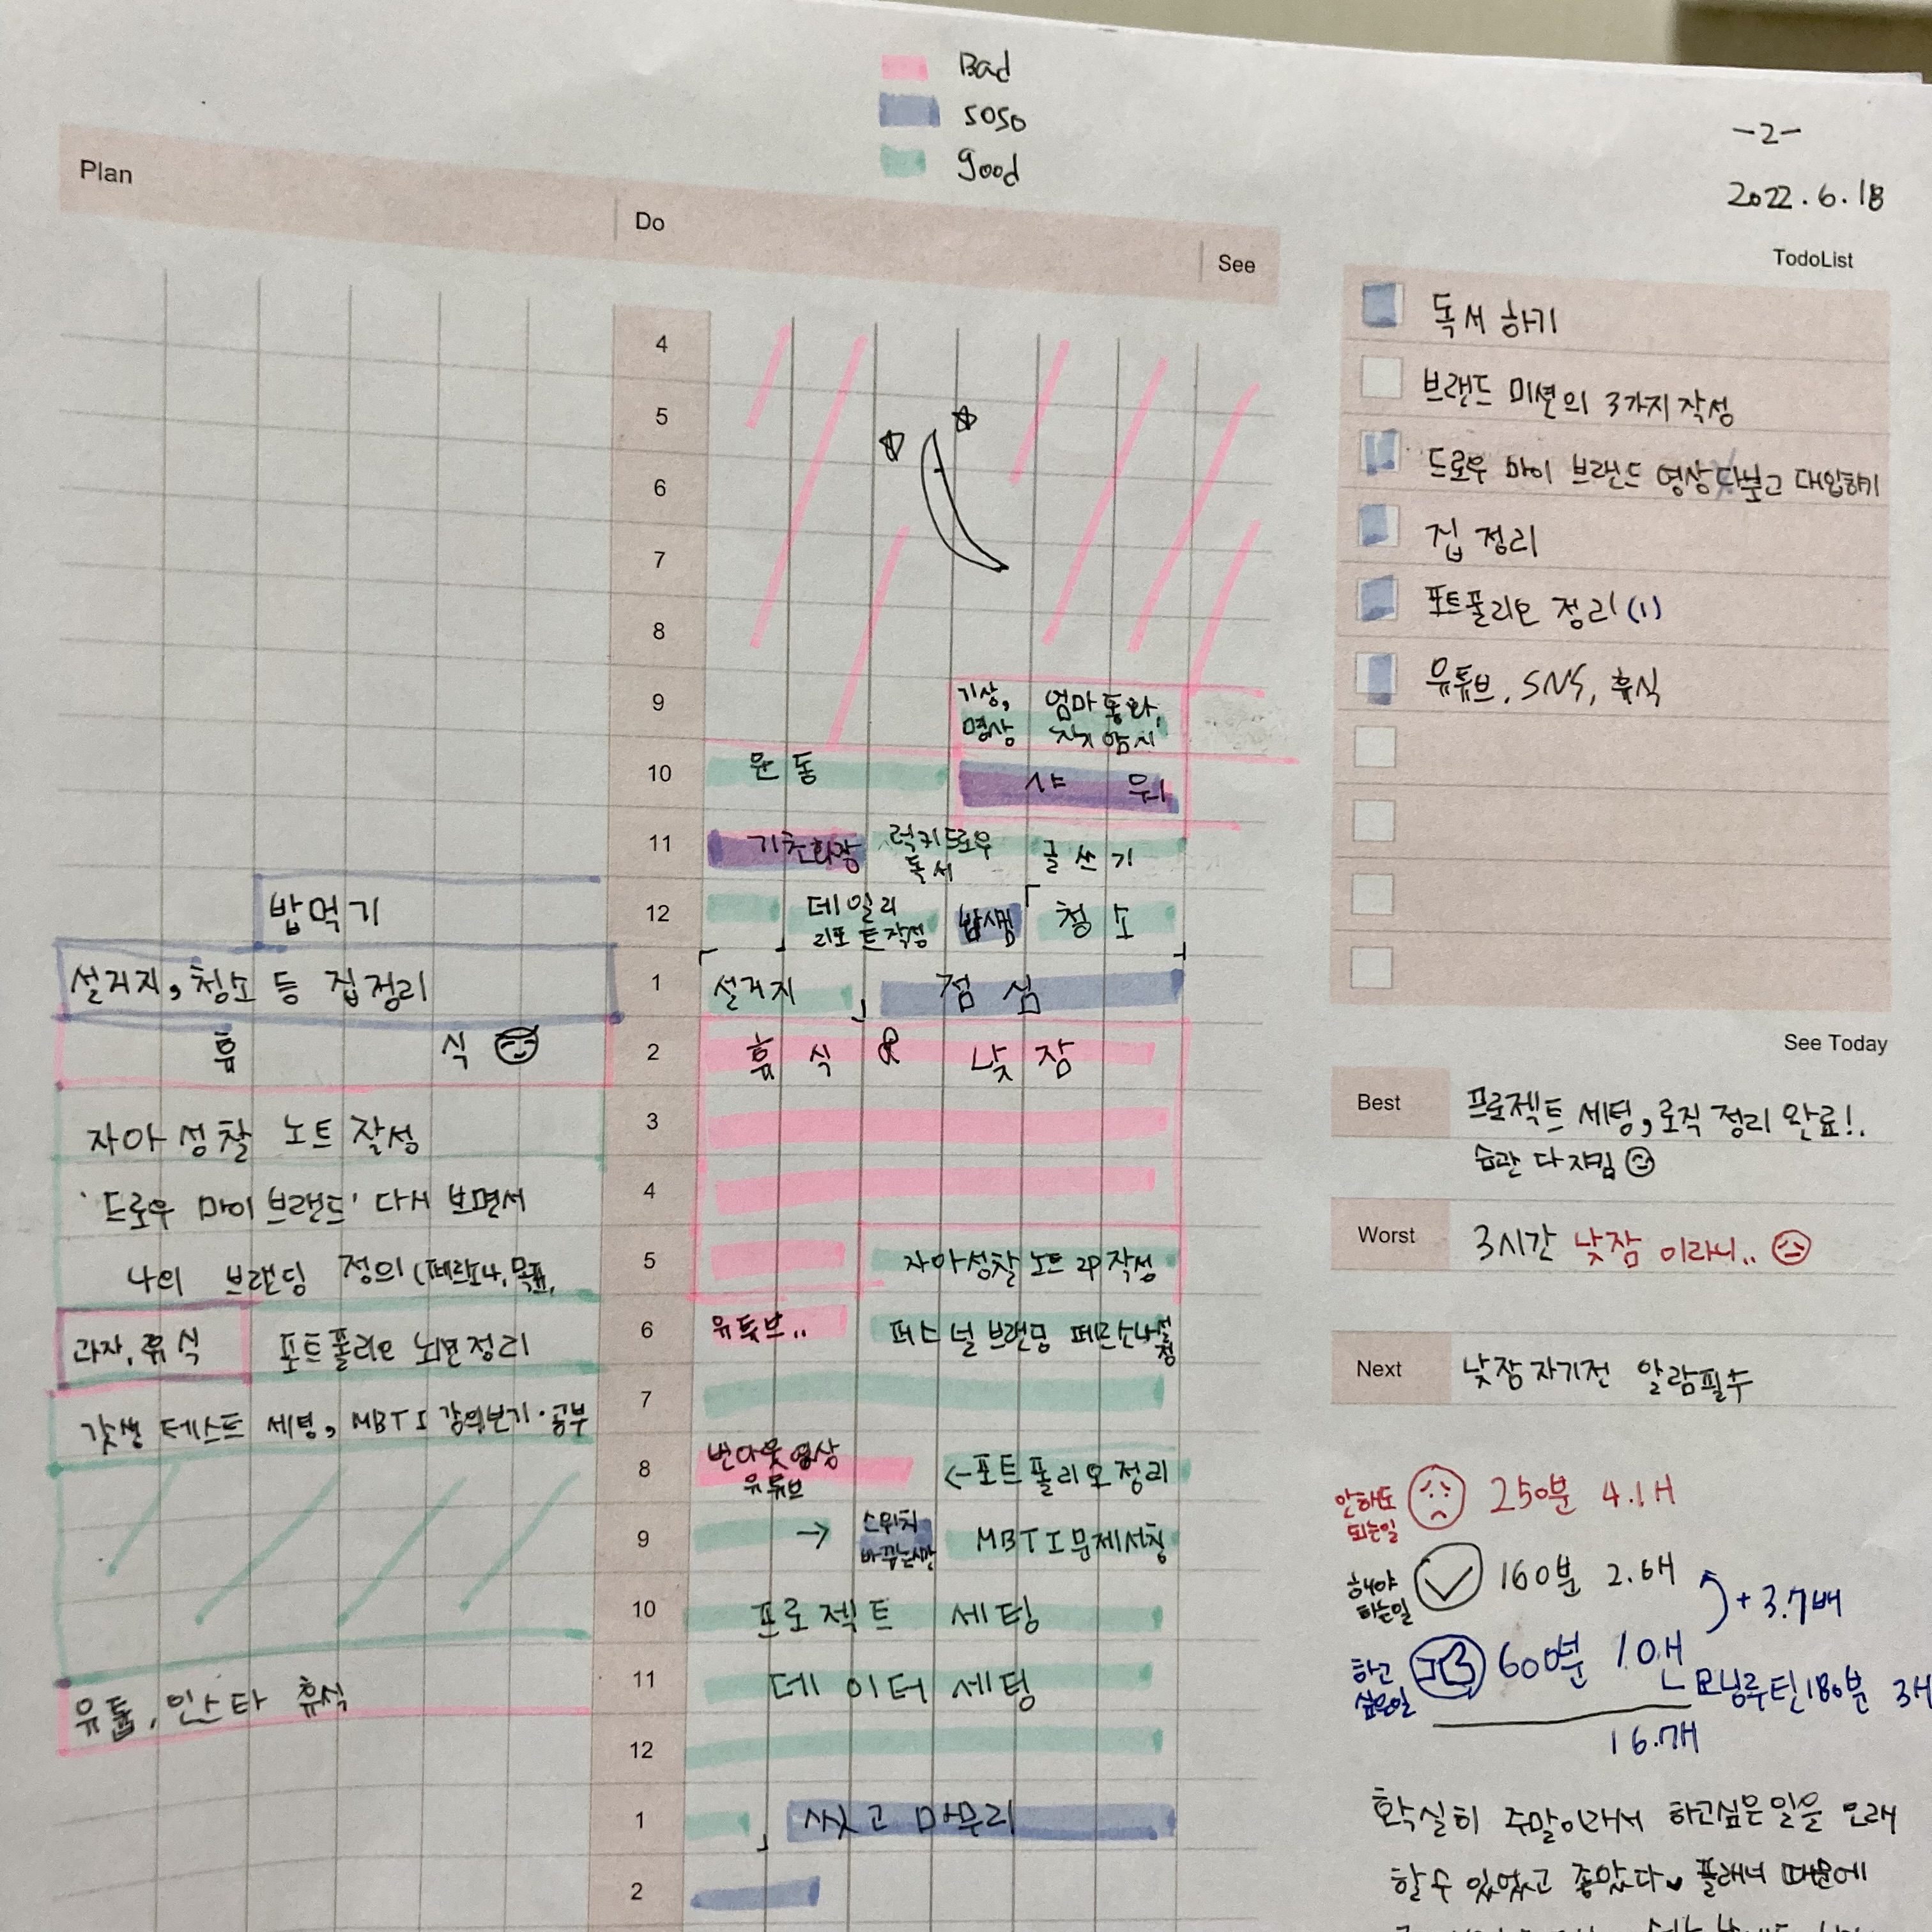 Bad
soso
good
-2-
2022.6.18
Plan
Do
See
밥먹기
설거지, 청소 등 집정리
휴 식
자아성찰 노트 작성
'드로우 마이 브랜드' 다시 보면서
나의 브랜딩 정의 (페르소나, 목표,
과자, 휴식 포트폴리오 뇌면정리
갓생 테스트 세팅, MBTI 강의보기·공부
유튭, 인스타 휴식
4
5
6
7
8
9 기상, 명상 엄마통화,
10 운동 샤 워
11 기초화장 럭키드로우 독서 글쓰기
12 데일리 리포트작성 밥세팅 청소
1 설거지 점심
2 휴식 & 낮잠
3
4
5 자아성찰 노트 2p 작성
6 유튜브.. 퍼스널 브랜딩 페르소나 설정
7
8 번아웃영상 유튜브 <-포트폴리오정리
9 → 스위치 바꾸는시간 MBTI문제서칭
10 프로젝트 세팅
11 데이터 세팅
12
1 씻고 마무리
2
TodoList
독서 하기
브랜드 미션의 3가지 작성
드로우 마이 브랜드 영상 다보고 대입하기
집 정리
포트폴리오 정리(1)
유튜브, SNS, 휴식
See Today
Best 프로젝트 세팅, 로직 정리 완료!.
습관 다 지킴
Worst 3시간 낮잠 이라니..
Next 낮잠자기전 알람필수
안해도 되는일 250분 4.1H
해야 하는일 160분 2.6H
+3.7배
하고 싶은일 600분 10H
ㄴ모닝루틴180분 3H
16.7H
확실히 주말이라서 하고싶은일을 오래
할수 있었고 좋았다 플래너 때문에